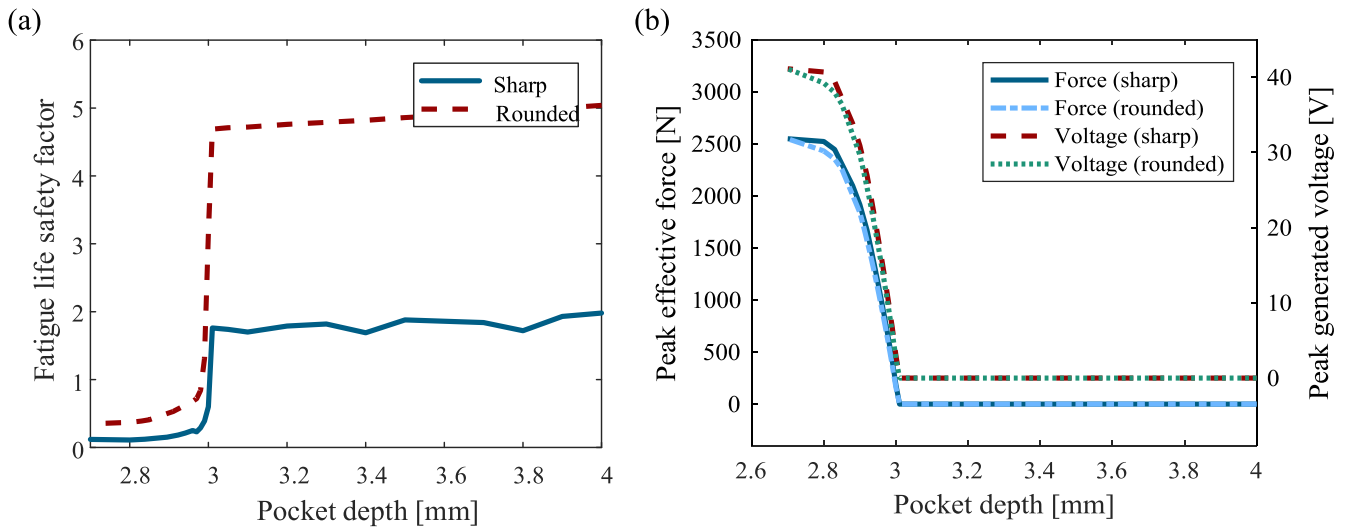 (a)
Fatigue life safety factor
6
5
4
3
2
1
0
2.8
3
3.2
3.4
3.6
3.8
4
Pocket depth [mm]
Sharp
Rounded
(b)
Peak effective force [N]
3500
3000
2500
2000
1500
1000
500
0
2.6
2.8
3
3.2
3.4
3.6
3.8
4
Pocket depth [mm]
40
30
20
10
0
Peak generated voltage [V]
Force (sharp)
Force (rounded)
Voltage (sharp)
Voltage (rounded)